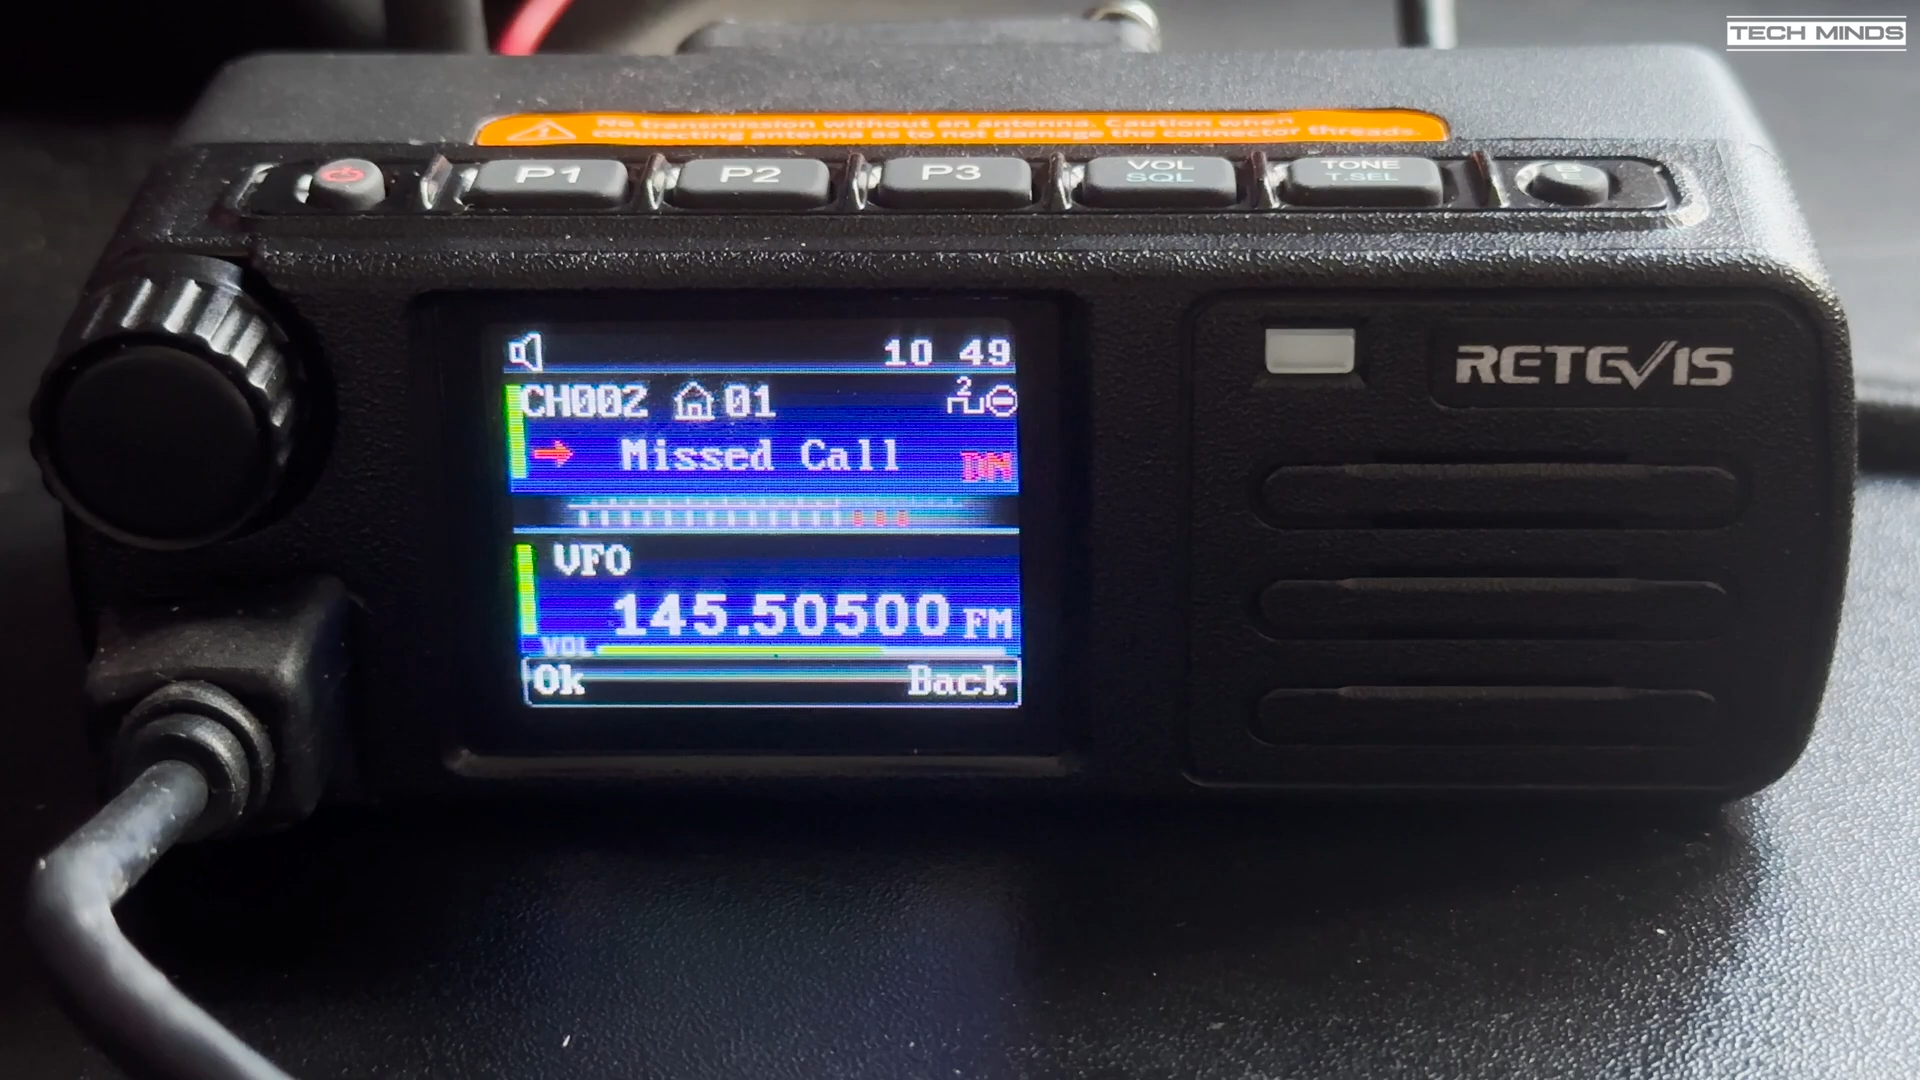 TECH MINDS
No transmission without an antenna. Caution when
connecting antenna as to not damage the connector threads.
P1
P2
P3
VOL
SQL
TONE
T.SEL
RETEVIS
10 49
CH002 01
2
Missed Call
DM
VFO
145.50500 FM
VOL
Ok Back